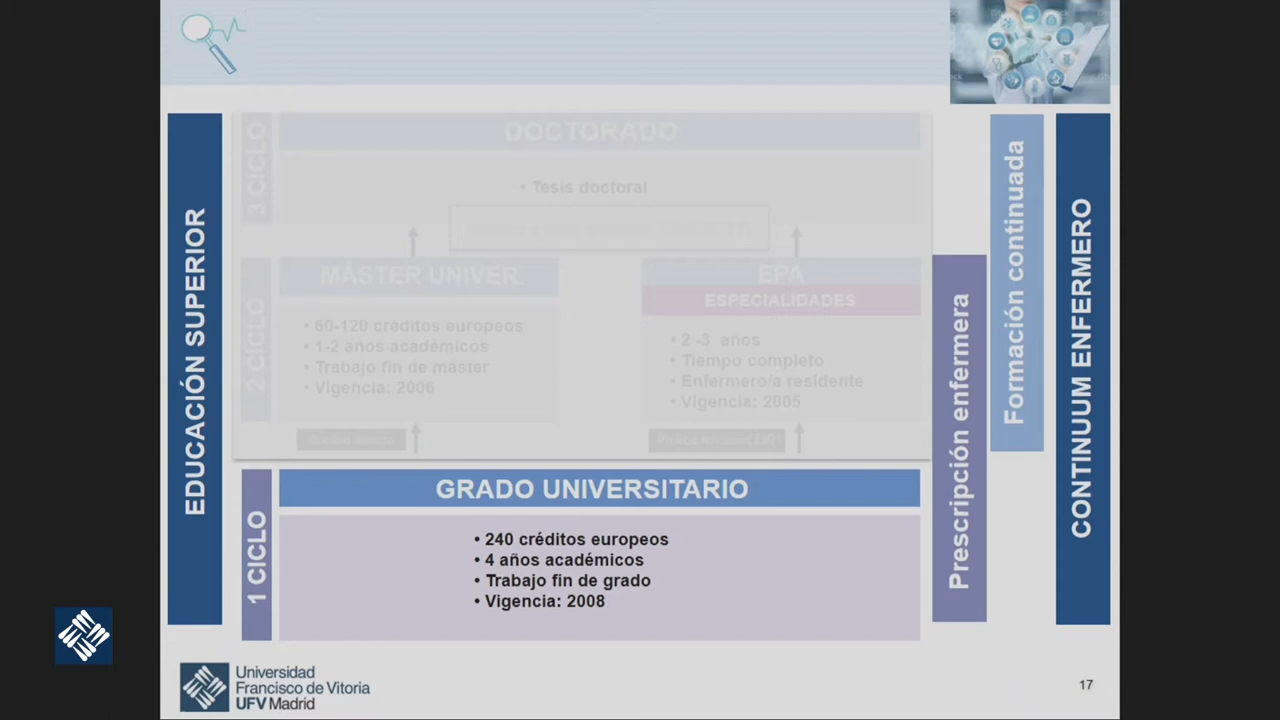 EDUCACIÓN SUPERIOR
3 CICLO
DOCTORADO
• Tesis doctoral
2 CICLO
MÁSTER UNIVER.
• 60-120 créditos europeos
• 1-2 años académicos
• Trabajo fin de máster
• Vigencia: 2006
EPA
ESPECIALIDADES
• 2 -3 años
• Tiempo completo
• Enfermero/a residente
• Vigencia: 2005
1 CICLO
GRADO UNIVERSITARIO
• 240 créditos europeos
• 4 años académicos
• Trabajo fin de grado
• Vigencia: 2008
Prescripción enfermera
Formación continuada
CONTINUUM ENFERMERO
Universidad
Francisco de Vitoria
UFV Madrid
17